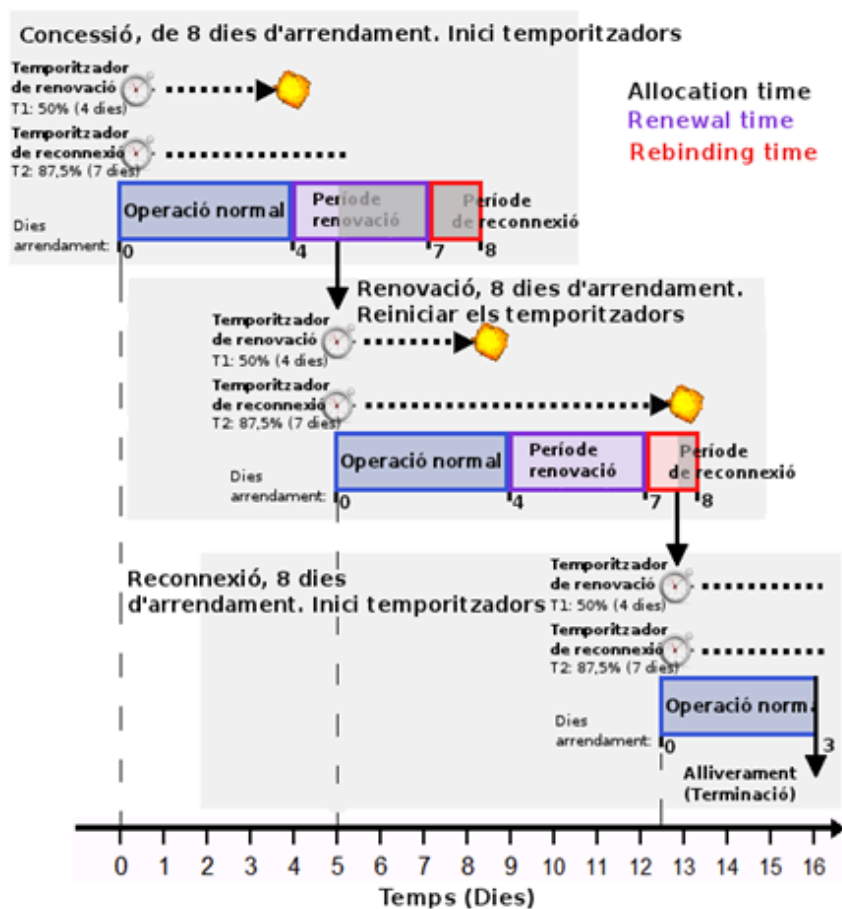 Concessió, de 8 dies d'arrendament. Inici temporitzadors
Temporitzador
de renovació
T1: 50% (4 dies)
Temporitzador
de reconnexió
T2: 87,5% (7 dies)
Allocation time
Renewal time
Rebinding time
Operació normal
Període
renovació
Període
de reconnexió
Dies
arrendament:
0
4
7
8
Renovació, 8 dies d'arrendament.
Reiniciar els temporitzadors
Temporitzador
de renovació
T1: 50% (4 dies)
Temporitzador
de reconnexió
T2: 87,5% (7 dies)
Operació normal
Període
renovació
Període
de reconnexió
Dies
arrendament:
0
4
7
8
Reconnexió, 8 dies
d'arrendament. Inici temporitzadors
Temporitzador
de renovació
T1: 50% (4 dies)
Temporitzador
de reconnexió
T2: 87,5% (7 dies)
Operació norma
Dies
arrendament:
0
3
Alliverament
(Terminació)
0 1 2 3 4 5 6 7 8 9 10 11 12 13 14 15 16
Temps (Dies)